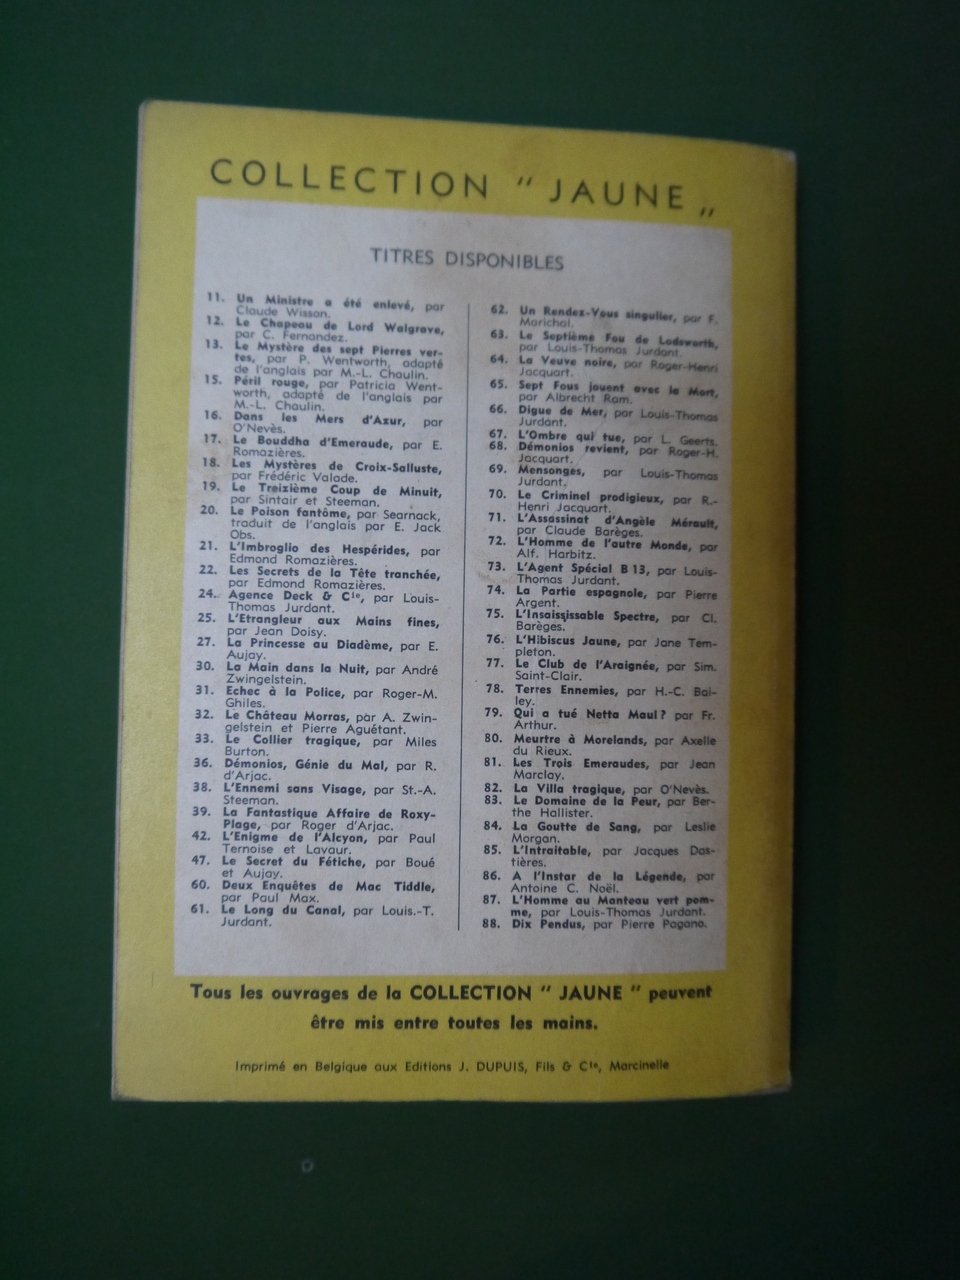 COLLECTION " JAUNE „
TITRES DISPONIBLES
11. Un Ministre a été enlevé, par
Claude Wisson.
12. Le Chapeau de Lord Walgrave,
par C. Fernandez.
13. Le Mystère des sept Pierres ver-
tes, par P. Wentworth, adapté
de l'anglais par M.-L. Chaulin.
15. Péril rouge, par Patricia Went-
worth, adapté de l'anglais par
M.-L. Chaulin.
16. Dans les Mers d'Azur, par
O'Nevès.
17. Le Bouddha d'Emeraude, par E.
Romazières.
18. Les Mystères de Croix-Salluste,
par Frédéric Valade.
19. Le Treizième Coup de Minuit,
par Sintair et Steeman.
20. Le Poison fantôme, par Searnack,
traduit de l'anglais par E. Jack
Obs.
21. L'Imbroglio des Hespérides, par
Edmond Romazières.
22. Les Secrets de la Tête tranchée,
par Edmond Romazières.
24. Agence Deck & Cie, par Louis-
Thomas Jurdant.
25. L'Etrangleur aux Mains fines,
par Jean Doisy.
27. La Princesse au Diadème, par E.
Aujay.
30. La Main dans la Nuit, par André
Zwingelstein.
31. Echec à la Police, par Roger-M.
Ghiles.
32. Le Château Morras, par A. Zwin-
gelstein et Pierre Aguétant.
33. Le Collier tragique, par Miles
Burton.
36. Démonios, Génie du Mal, par R.
d'Arjac.
38. L'Ennemi sans Visage, par St.-A.
Steeman.
39. La Fantastique Affaire de Roxy-
Plage, par Roger d'Arjac.
42. L'Enigme de l'Alcyon, par Paul
Ternoise et Lavaur.
47. Le Secret du Fétiche, par Boué
et Aujay.
60. Deux Enquêtes de Mac Tiddle,
par Paul Max.
61. Le Long du Canal, par Louis.-T.
Jurdant.
62. Un Rendez-Vous singulier, par F.
Marichal.
63. Le Septième Fou de Lodsworth,
par Louis-Thomas Jurdant.
64. La Veuve noire, par Roger-Henri
Jacquart.
65. Sept Fous jouent avec la Mort,
par Albrecht Ram.
66. Digue de Mer, par Louis-Thomas
Jurdant.
67. L'Ombre qui tue, par L. Geerts.
68. Démonios revient, par Roger-H.
Jacquart.
69. Mensonges, par Louis-Thomas
Jurdant.
70. Le Criminel prodigieux, par R.-
Henri Jacquart.
71. L'Assassinat d'Angèle Mérault,
par Claude Barèges.
72. L'Homme de l'autre Monde, par
Alf. Harbitz.
73. L'Agent Spécial B 13, par Louis-
Thomas Jurdant.
74. La Partie espagnole, par Pierre
Argent.
75. L'Insaisissable Spectre, par Cl.
Barèges.
76. L'Hibiscus Jaune, par Jane Tem-
pleton.
77. Le Club de l'Araignée, par Sim.
Saint-Clair.
78. Terres Ennemies, par H.-C. Bai-
ley.
79. Qui a tué Netta Maul ? par Fr.
Arthur.
80. Meurtre à Morelands, par Axelle
du Rieux.
81. Les Trois Emeraudes, par Jean
Marclay.
82. La Villa tragique, par O'Nevès.
83. Le Domaine de la Peur, par Ber-
the Hallister.
84. La Goutte de Sang, par Leslie
Morgan.
85. L'Intraitable, par Jacques Das-
tières.
86. A l'Instar de la Légende, par
Antoine C. Noël.
87. L'Homme au Manteau vert pom-
me, par Louis-Thomas Jurdant.
88. Dix Pendus, par Pierre Pagano.
Tous les ouvrages de la COLLECTION " JAUNE " peuvent
être mis entre toutes les mains.
Imprimé en Belgique aux Editions J. DUPUIS, Fils & Cie, Marcinelle